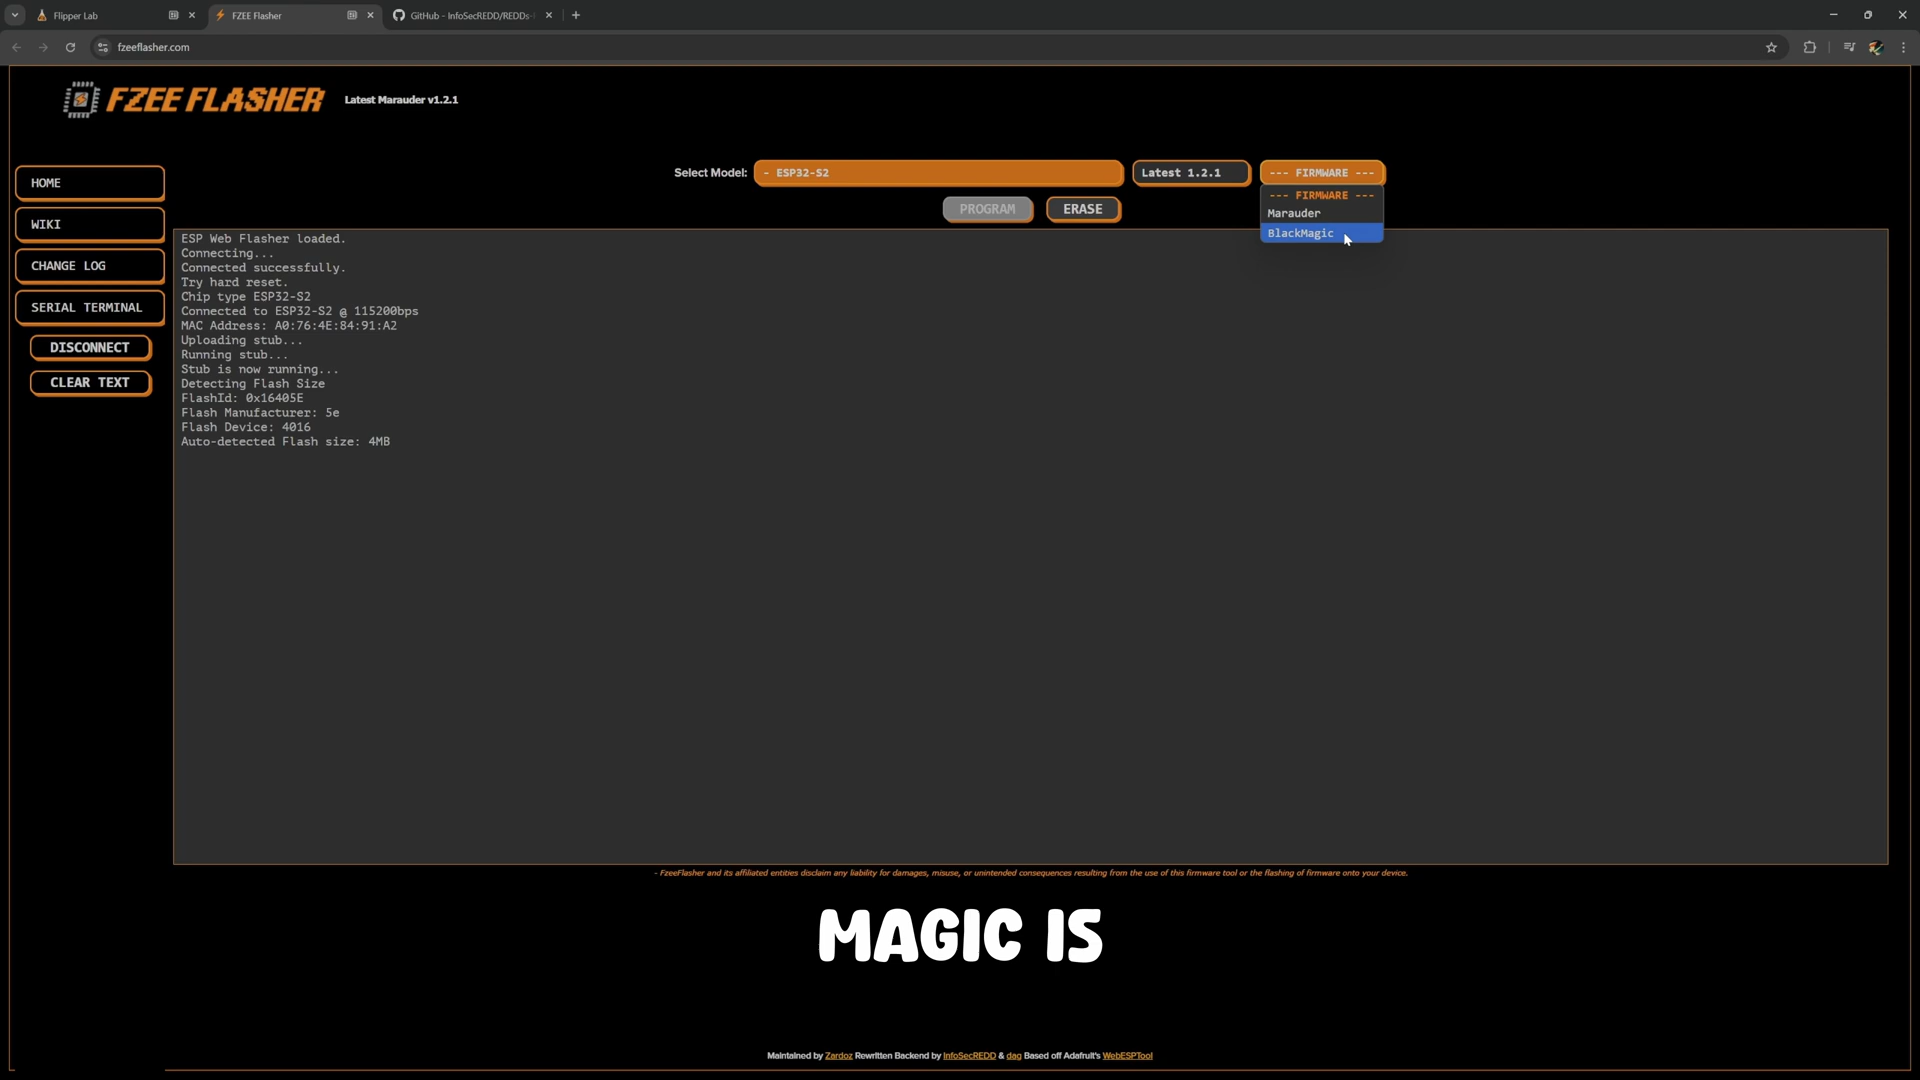 Flipper Lab
FZEE Flasher
GitHub - InfoSecREDD/REDDs-
fzeeflasher.com
FZEE FLASHER
Latest Marauder v1.2.1
Select Model:
- ESP32-S2
Latest 1.2.1
--- FIRMWARE ---
--- FIRMWARE ---
Marauder
BlackMagic
PROGRAM
ERASE
HOME
WIKI
CHANGE LOG
SERIAL TERMINAL
DISCONNECT
CLEAR TEXT
ESP Web Flasher loaded.
Connecting...
Connected successfully.
Try hard reset.
Chip type ESP32-S2
Connected to ESP32-S2 @ 115200bps
MAC Address: A0:76:4E:84:91:A2
Uploading stub...
Running stub...
Stub is now running...
Detecting Flash Size
FlashId: 0x16405E
Flash Manufacturer: 5e
Flash Device: 4016
Auto-detected Flash size: 4MB
- FzeeFlasher and its affiliated entities disclaim any liability for damages, misuse, or unintended consequences resulting from the use of this firmware tool or the flashing of firmware onto your device.
MAGIC IS
Maintained by Zardoz Rewritten Backend by InfoSecREDD & dag Based off Adafruit's WebESPTool